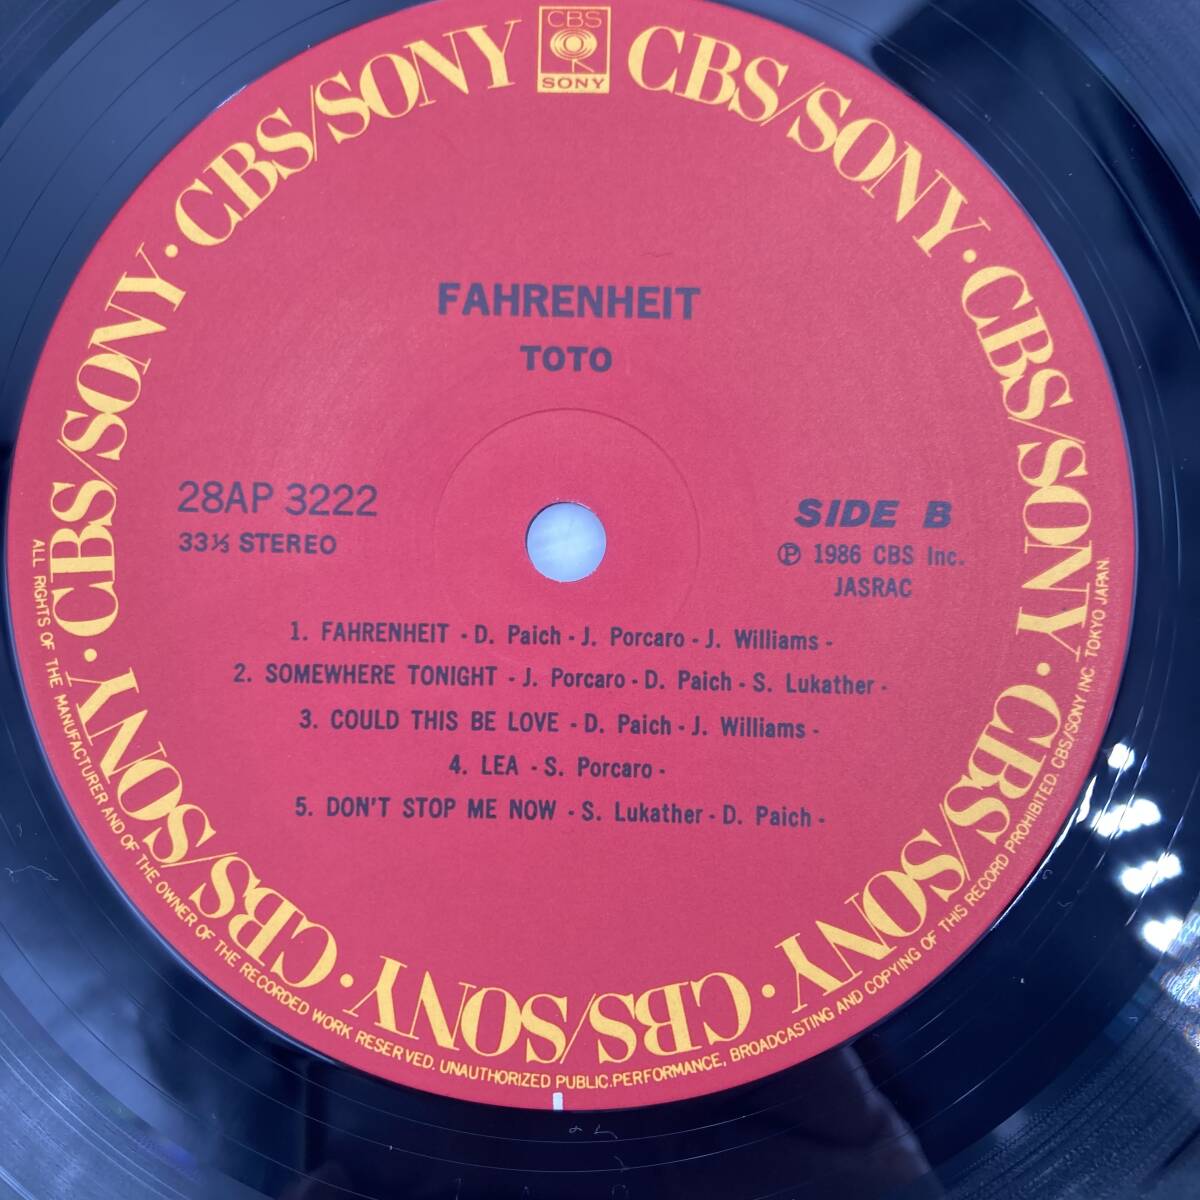 CBS
SONY
CBS/SONY · CBS/SONY · CBS/SONY · CBS/SONY · CBS/SONY · CBS/SONY · CBS/SONY · CBS/SONY
FAHRENHEIT
TOTO
28AP 3222
33⅓ STEREO
SIDE B
Ⓟ 1986 CBS Inc.
JASRAC
1. FAHRENHEIT - D. Paich - J. Porcaro - J. Williams -
2. SOMEWHERE TONIGHT - J. Porcaro - D. Paich - S. Lukather -
3. COULD THIS BE LOVE - D. Paich - J. Williams -
4. LEA - S. Porcaro -
5. DON'T STOP ME NOW - S. Lukather - D. Paich -
ALL RIGHTS OF THE MANUFACTURER AND OF THE OWNER OF THE RECORDED WORK RESERVED. UNAUTHORIZED PUBLIC.PERFORMANCE, BROADCASTING AND COPYING OF THIS RECORD PROHIBITED. CBS/SONY INC. TOKYO JAPAN